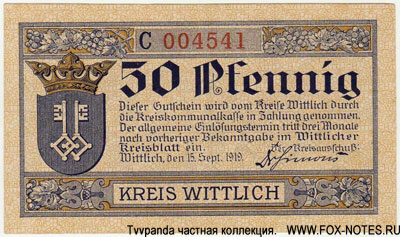 C 004541
50 Pfennig
Dieser Gutschein wird vom Kreise Wittlich durch
die Kreiskommunalkasse in Zahlung genommen.
Der allgemeine Einlösungstermin tritt drei Monate
nach vorheriger Bekanntgabe im Wittlicher
Kreisblatt ein.
Der Kreisausschuß:
Wittlich, den 15. Sept. 1919.
KREIS WITTLICH
Tvvpanda частная коллекция.
WWW.FOX-NOTES.RU